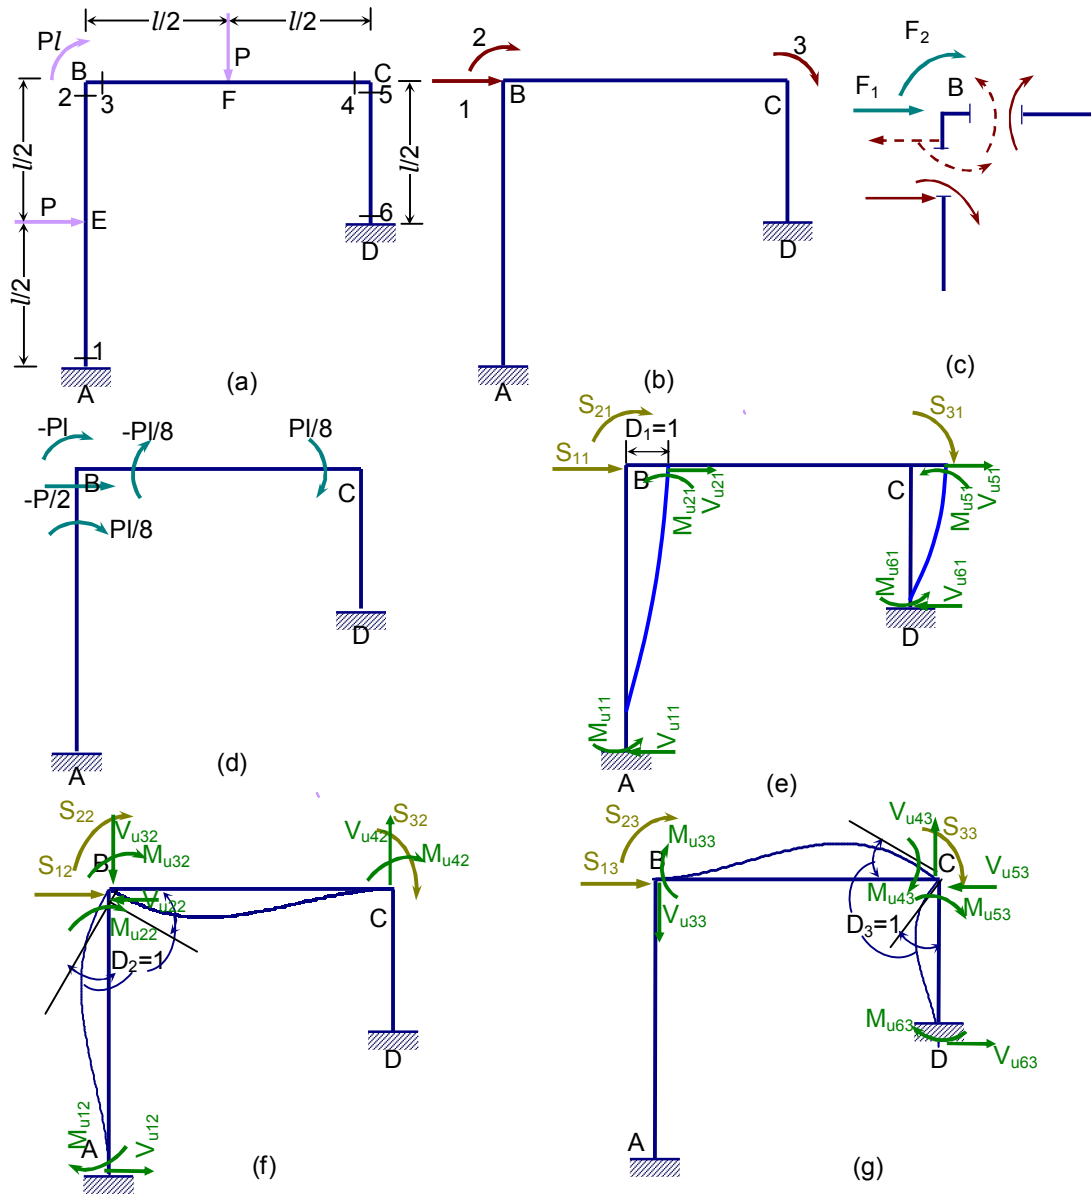 l/2 l/2
Pl P
B C
2 3 F 4 5
l/2
P E
l/2
l/2
6
D
1
A
(a)
2 3
1 B C
D
A
(b)
F2
F1 B
(c)
-Pl -Pl/8 Pl/8
-P/2 B C
Pl/8
D
A
(d)
S21 D1=1 S31
S11 B C
Mu21 Vu21 Mu51 Vu51
Mu61 Vu61
D
Mu11 Vu11
A
(e)
S22 Vu32 Vu42 S32
S12 B Mu32 Mu42
Vu22 C
Mu22
D2=1
D
Mu12 Vu12
A
(f)
S23 Mu33 Vu43 S33
S13 B C
Vu53
Vu33 Mu43 Mu53
D3=1
Mu63
D Vu63
A
(g)